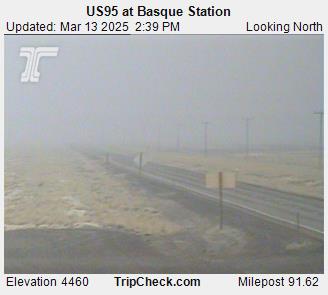 US95 at Basque Station
Updated: Mar 13 2025 2:39 PM Looking North
Elevation 4460 TripCheck.com Milepost 91.62